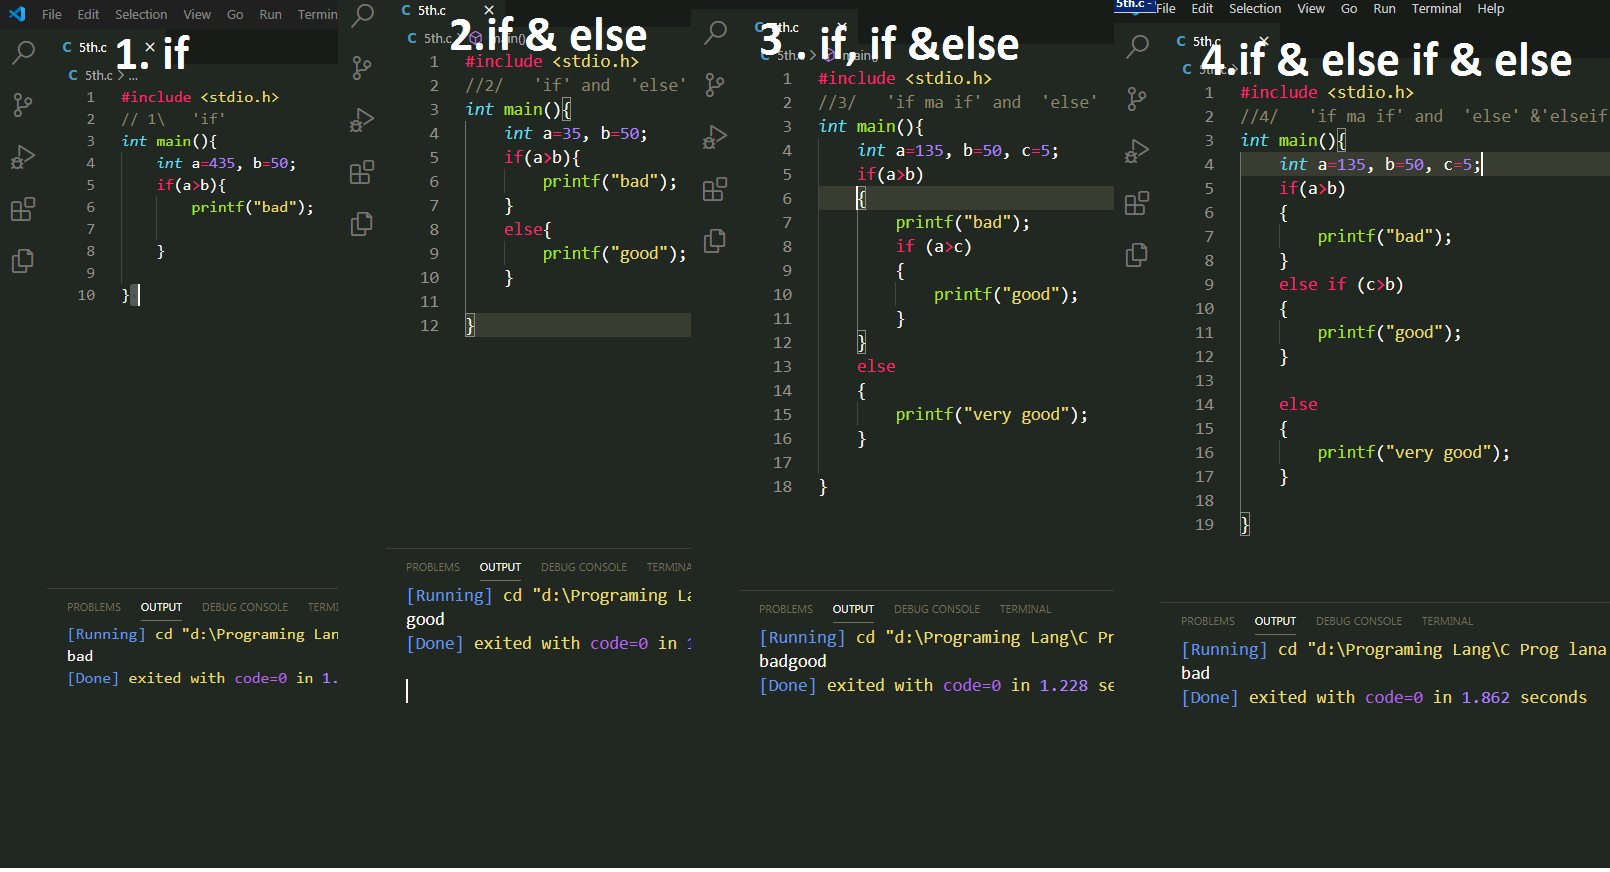 File Edit Selection View Go Run Termin
5th.c ×
1. if
C 5th.c > ...
1 #include <stdio.h>
2 // 1\ 'if'
3 int main(){
4 int a=435, b=50;
5 if(a>b){
6 printf("bad");
7
8 }
9
10 }
PROBLEMS OUTPUT DEBUG CONSOLE TERMI
[Running] cd "d:\Programing Lan
bad
[Done] exited with code=0 in 1.
C 5th.c ×
2.if & else
C 5th.c > main()
1 #include <stdio.h>
2 //2/ 'if' and 'else'
3 int main(){
4 int a=35, b=50;
5 if(a>b){
6 printf("bad");
7 }
8 else{
9 printf("good");
10 }
11
12 }
PROBLEMS OUTPUT DEBUG CONSOLE TERMINA
[Running] cd "d:\Programing La
good
[Done] exited with code=0 in 1
C 5th.c ×
3 . if, if &else
C 5th.c > main()
1 #include <stdio.h>
2 //3/ 'if ma if' and 'else'
3 int main(){
4 int a=135, b=50, c=5;
5 if(a>b)
6 {
7 printf("bad");
8 if (a>c)
9 {
10 printf("good");
11 }
12 }
13 else
14 {
15 printf("very good");
16 }
17
18 }
PROBLEMS OUTPUT DEBUG CONSOLE TERMINAL
[Running] cd "d:\Programing Lang\C Pr
badgood
[Done] exited with code=0 in 1.228 se
5th.c -
File Edit Selection View Go Run Terminal Help
C 5th.c ×
4.if & else if & else
C 5th.c > ...
1 #include <stdio.h>
2 //4/ 'if ma if' and 'else' &'elseif
3 int main(){
4 int a=135, b=50, c=5;
5 if(a>b)
6 {
7 printf("bad");
8 }
9 else if (c>b)
10 {
11 printf("good");
12 }
13
14 else
15 {
16 printf("very good");
17 }
18
19 }
PROBLEMS OUTPUT DEBUG CONSOLE TERMINAL
[Running] cd "d:\Programing Lang\C Prog lana
bad
[Done] exited with code=0 in 1.862 seconds